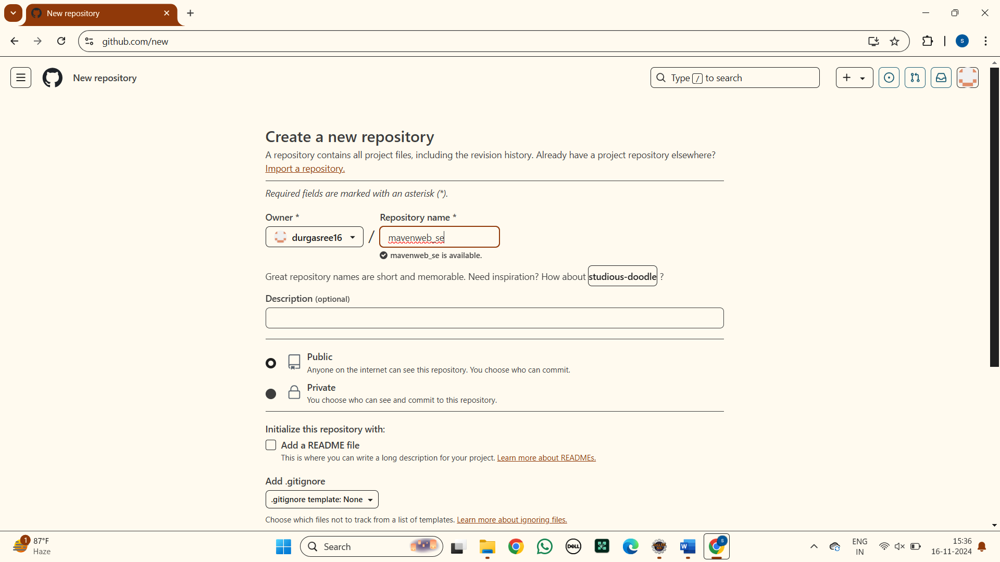 New repository
github.com/new
S
New repository
Type / to search
Create a new repository
A repository contains all project files, including the revision history. Already have a project repository elsewhere?
Import a repository.
Required fields are marked with an asterisk (*).
Owner *
Repository name *
durgasree16
/
mavenweb_se
mavenweb_se is available.
Great repository names are short and memorable. Need inspiration? How about studious-doodle ?
Description (optional)
Public
Anyone on the internet can see this repository. You choose who can commit.
Private
You choose who can see and commit to this repository.
Initialize this repository with:
Add a README file
This is where you can write a long description for your project. Learn more about READMEs.
Add .gitignore
.gitignore template: None
Choose which files not to track from a list of templates. Learn more about ignoring files.
1
87°F
Haze
Search
DELL
W
S
ENG
IN
15:36
16-11-2024